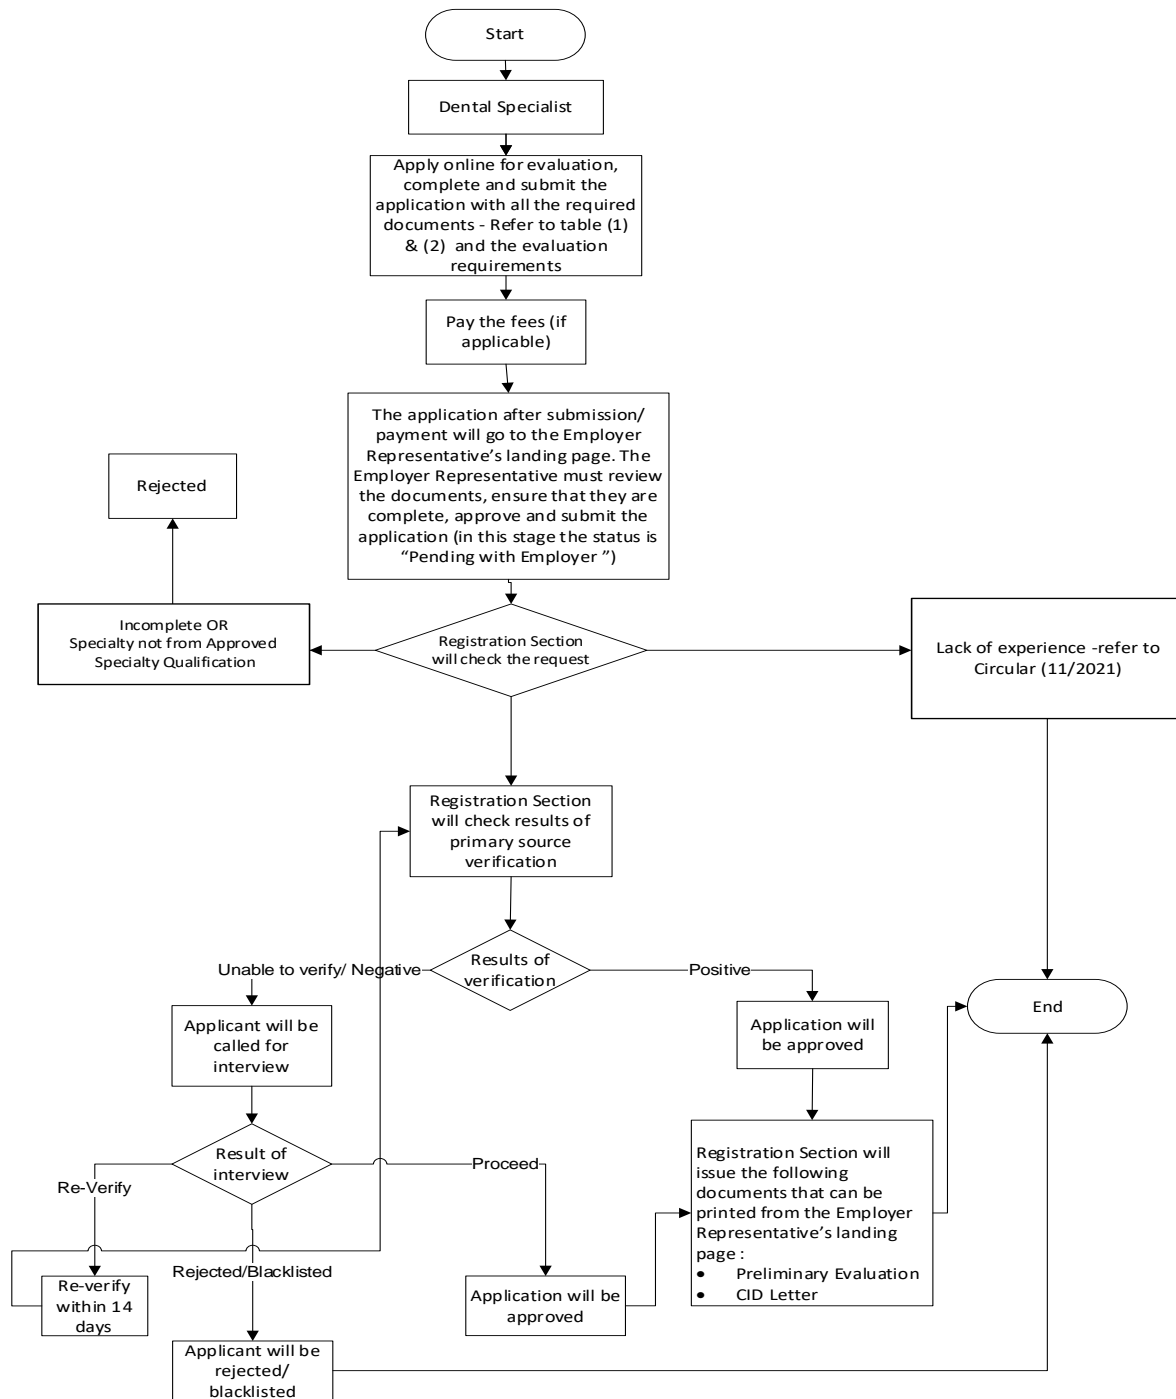 Start
Dental Specialist
Apply online for evaluation,
complete and submit the
application with all the required
documents - Refer to table (1)
& (2) and the evaluation
requirements
Pay the fees (if
applicable)
The application after submission/
payment will go to the Employer
Representative’s landing page. The
Employer Representative must review
the documents, ensure that they are
complete, approve and submit the
application (in this stage the status is
“Pending with Employer ”)
Rejected
Incomplete OR
Specialty not from Approved
Specialty Qualification
Registration Section
will check the request
Lack of experience -refer to
Circular (11/2021)
Registration Section
will check results of
primary source
verification
Results of
verification
Unable to verify/ Negative
Positive
Applicant will be
called for
interview
Application will
be approved
End
Result of
interview
Re-Verify
Proceed
Rejected/Blacklisted
Re-verify
within 14
days
Application will be
approved
Registration Section will
issue the following
documents that can be
printed from the Employer
Representative’s landing
page :
• Preliminary Evaluation
• CID Letter
Applicant will be
rejected/
blacklisted